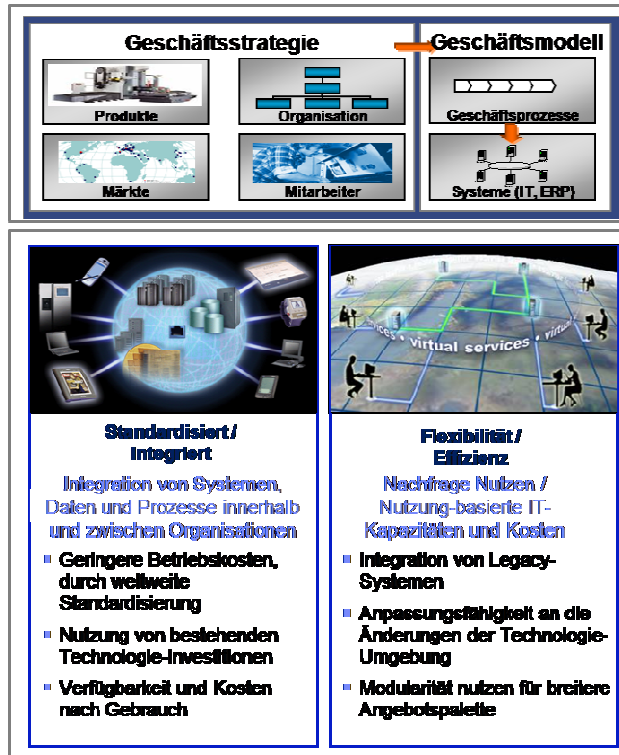 Geschäftsstrategie
Geschäftsmodell
Produkte
Organisation
Geschäftsprozesse
Märkte
Mitarbeiter
Systeme (IT, ERP)
vices • virtual services • virtual
Standardisiert /
Integriert
Integration von Systemen,
Daten und Prozesse innerhalb
und zwischen Organisationen
Geringere Betriebskosten,
durch weltweite
Standardisierung
Nutzung von bestehenden
Technologie-Investitionen
Verfügbarkeit und Kosten
nach Gebrauch
Flexibilität /
Effizienz
Nachfrage Nutzen /
Nutzung-basierte IT-
Kapazitäten und Kosten
Integration von Legacy-
Systemen
Anpassungsfähigkeit an die
Änderungen der Technologie-
Umgebung
Modularität nutzen für breitere
Angebotspalette